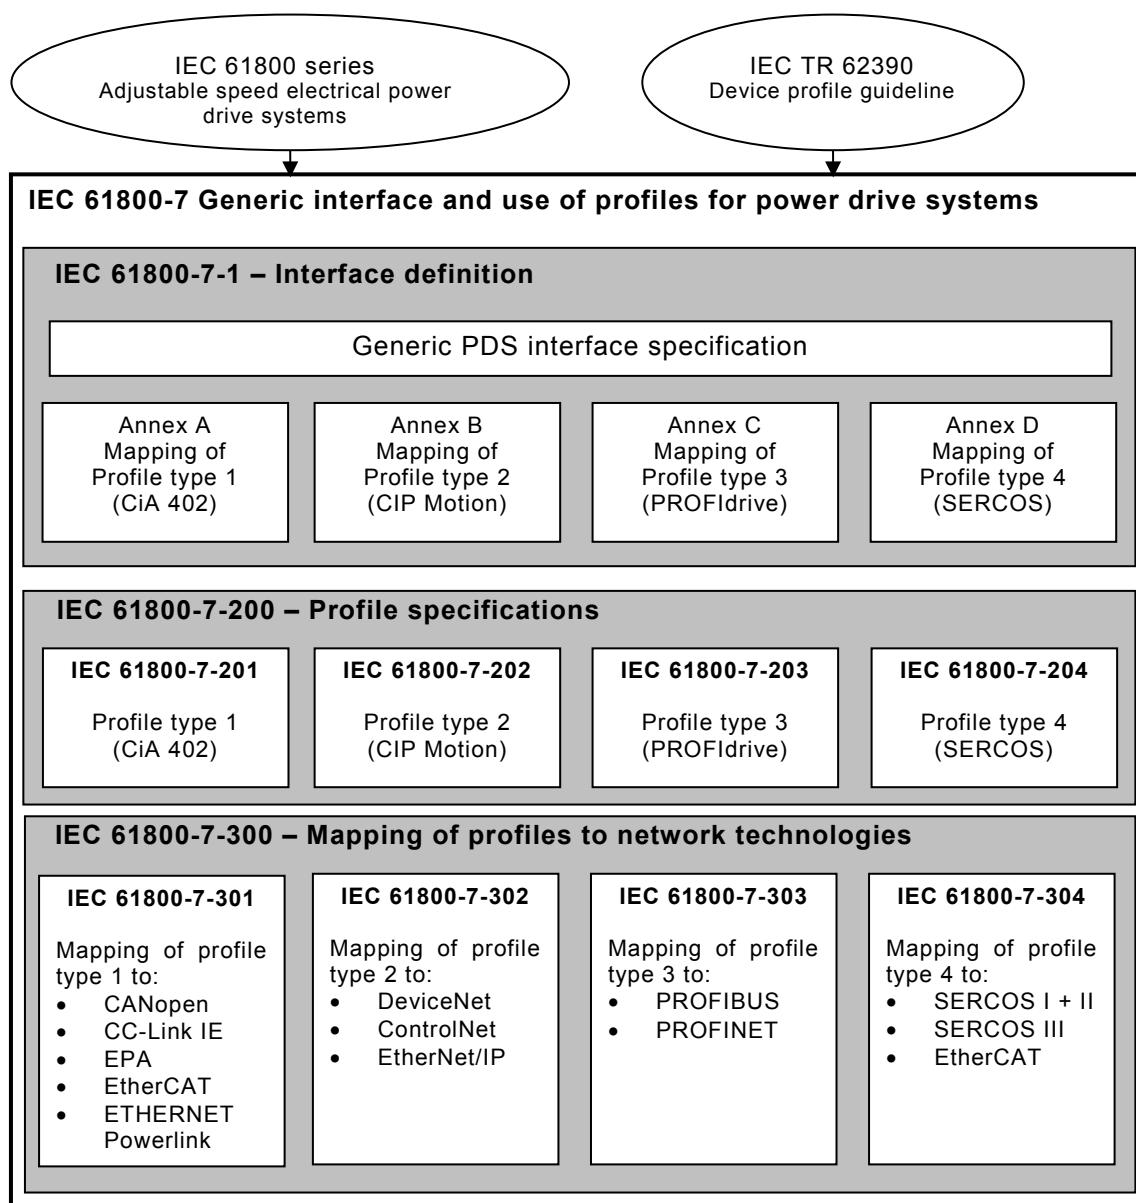 IEC 61800 series
Adjustable speed electrical power
drive systems
IEC TR 62390
Device profile guideline
IEC 61800-7 Generic interface and use of profiles for power drive systems
IEC 61800-7-1 – Interface definition
Generic PDS interface specification
Annex A
Mapping of
Profile type 1
(CiA 402)
Annex B
Mapping of
Profile type 2
(CIP Motion)
Annex C
Mapping of
Profile type 3
(PROFIdrive)
Annex D
Mapping of
Profile type 4
(SERCOS)
IEC 61800-7-200 – Profile specifications
IEC 61800-7-201
Profile type 1
(CiA 402)
IEC 61800-7-202
Profile type 2
(CIP Motion)
IEC 61800-7-203
Profile type 3
(PROFIdrive)
IEC 61800-7-204
Profile type 4
(SERCOS)
IEC 61800-7-300 – Mapping of profiles to network technologies
IEC 61800-7-301
Mapping of profile
type 1 to:
• CANopen
• CC-Link IE
• EPA
• EtherCAT
• ETHERNET
Powerlink
IEC 61800-7-302
Mapping of profile
type 2 to:
• DeviceNet
• ControlNet
• EtherNet/IP
IEC 61800-7-303
Mapping of profile
type 3 to:
• PROFIBUS
• PROFINET
IEC 61800-7-304
Mapping of profile
type 4 to:
• SERCOS I + II
• SERCOS III
• EtherCAT